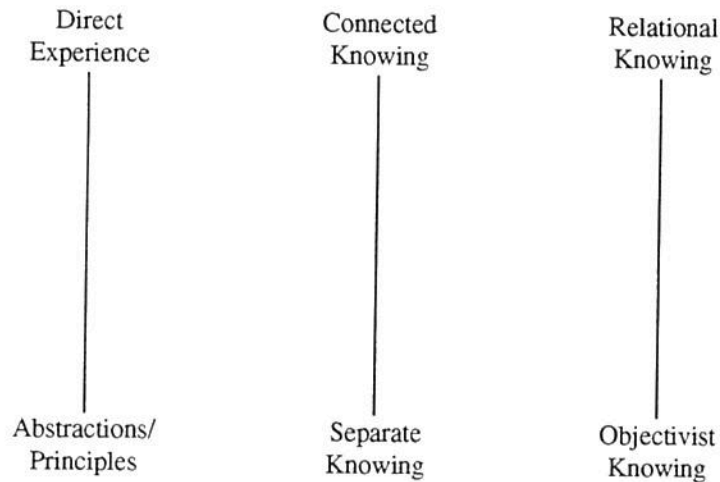 Direct
Experience
Connected
Knowing
Relational
Knowing
Abstractions/
Principles
Separate
Knowing
Objectivist
Knowing